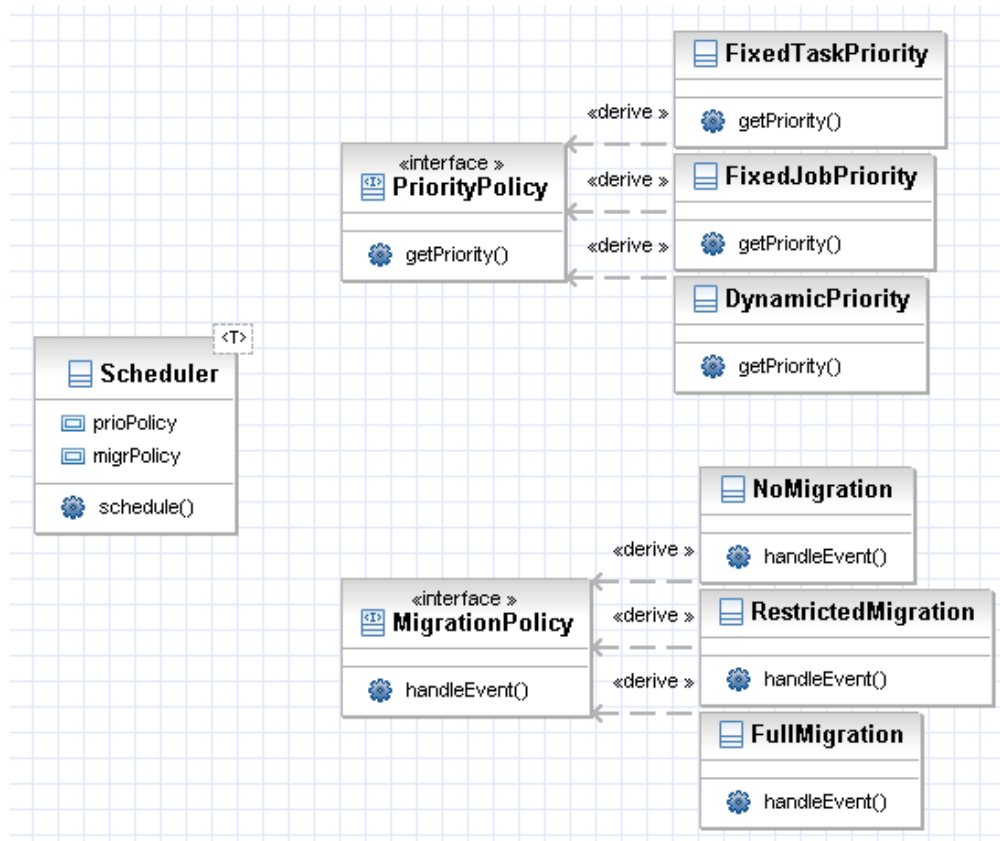 FixedTaskPriority
getPriority()
«derive »
«interface »
PriorityPolicy
getPriority()
«derive »
FixedJobPriority
getPriority()
«derive »
DynamicPriority
getPriority()
<T>
Scheduler
prioPolicy
migrPolicy
schedule()
NoMigration
handleEvent()
«derive »
«interface »
MigrationPolicy
handleEvent()
«derive »
RestrictedMigration
handleEvent()
«derive »
FullMigration
handleEvent()